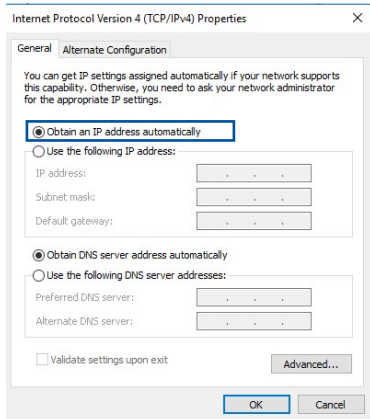 Internet Protocol Version 4 (TCP/IPv4) Properties
General Alternate Configuration
You can get IP settings assigned automatically if your network supports
this capability. Otherwise, you need to ask your network administrator
for the appropriate IP settings.
Obtain an IP address automatically
Use the following IP address:
IP address:
Subnet mask:
Default gateway:
Obtain DNS server address automatically
Use the following DNS server addresses:
Preferred DNS server:
Alternate DNS server:
Validate settings upon exit
Advanced...
OK Cancel